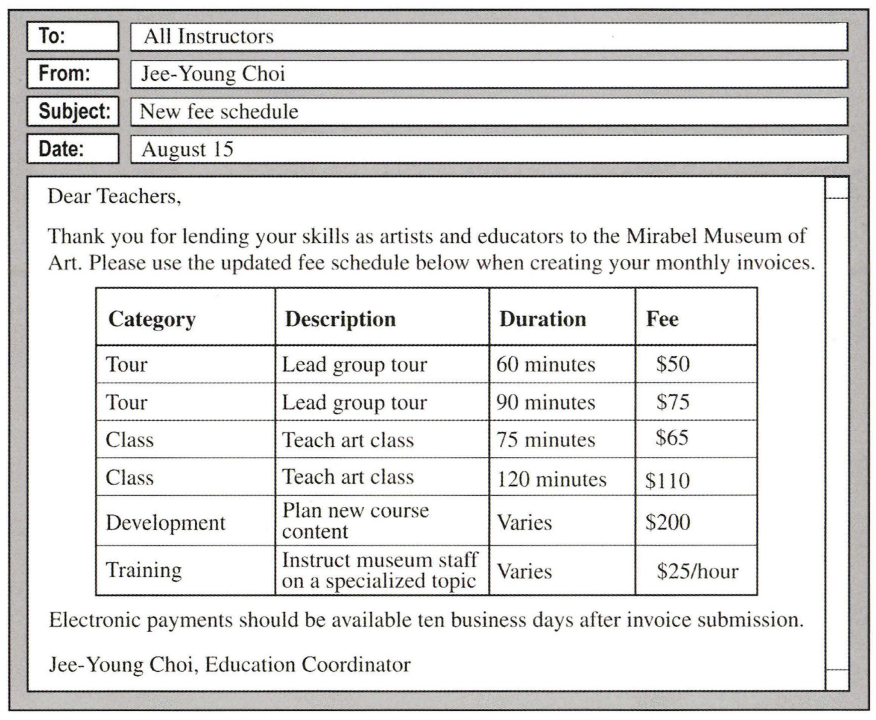 To: All Instructors
From: Jee-Young Choi
Subject: New fee schedule
Date: August 15
Dear Teachers,
Thank you for lending your skills as artists and educators to the Mirabel Museum of
Art. Please use the updated fee schedule below when creating your monthly invoices.
Category Description Duration Fee
Tour Lead group tour 60 minutes $50
Tour Lead group tour 90 minutes $75
Class Teach art class 75 minutes $65
Class Teach art class 120 minutes $110
Development Plan new course content Varies $200
Training Instruct museum staff on a specialized topic Varies $25/hour
Electronic payments should be available ten business days after invoice submission.
Jee-Young Choi, Education Coordinator